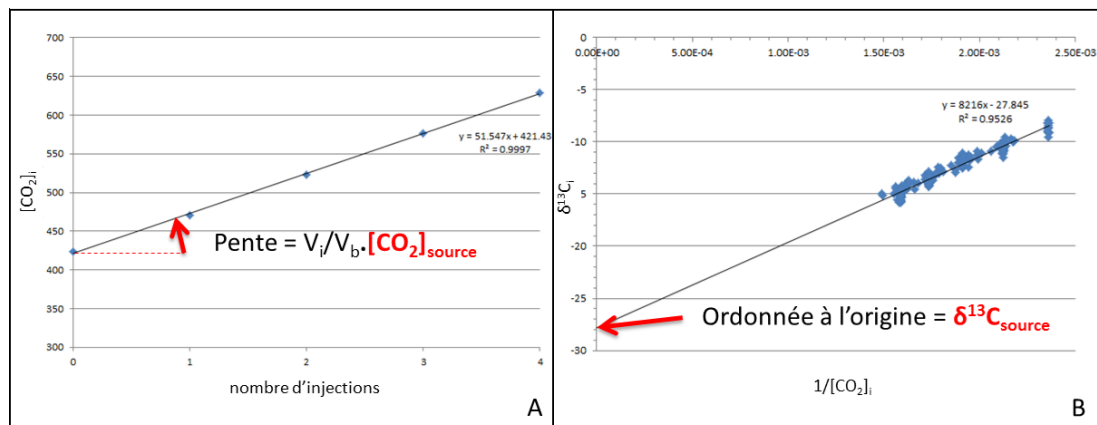 700
650
600
550
500
450
400
350
300
0
1
2
3
4
[CO₂]ᵢ
y = 51.547x + 421.43
R² = 0.9997
Pente = Vᵢ/V_b.[CO₂]source
nombre d'injections
A
0
0.00E+00
5.00E-04
1.00E-03
1.50E-03
2.00E-03
2.50E-03
-5
-10
5
-20
-25
-30
δ¹³Cᵢ
y = 8216x - 27.845
R² = 0.9526
Ordonnée à l'origine = δ¹³Csource
1/[CO₂]ᵢ
B